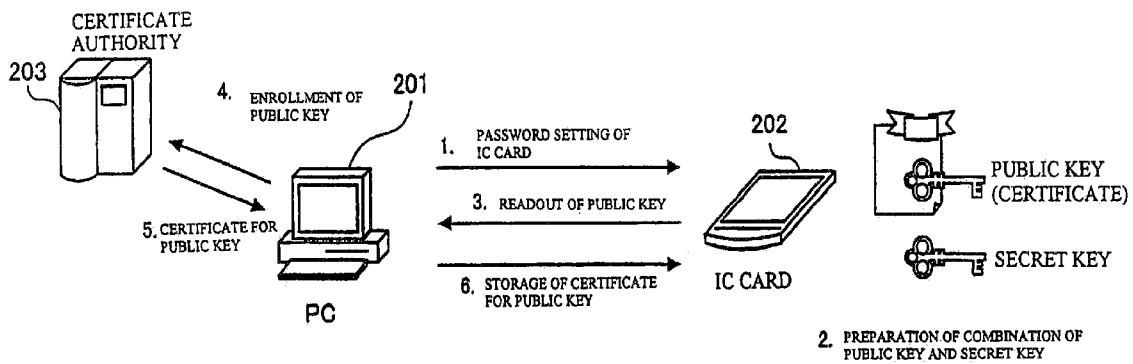 CERTIFICATE
AUTHORITY
203
4. ENROLLMENT OF
PUBLIC KEY
201
1. PASSWORD SETTING OF
IC CARD
202
3. READOUT OF PUBLIC KEY
PUBLIC KEY
(CERTIFICATE)
5. CERTIFICATE FOR
PUBLIC KEY
SECRET KEY
6. STORAGE OF CERTIFICATE
FOR PUBLIC KEY
IC CARD
PC
2. PREPARATION OF COMBINATION OF
PUBLIC KEY AND SECRET KEY